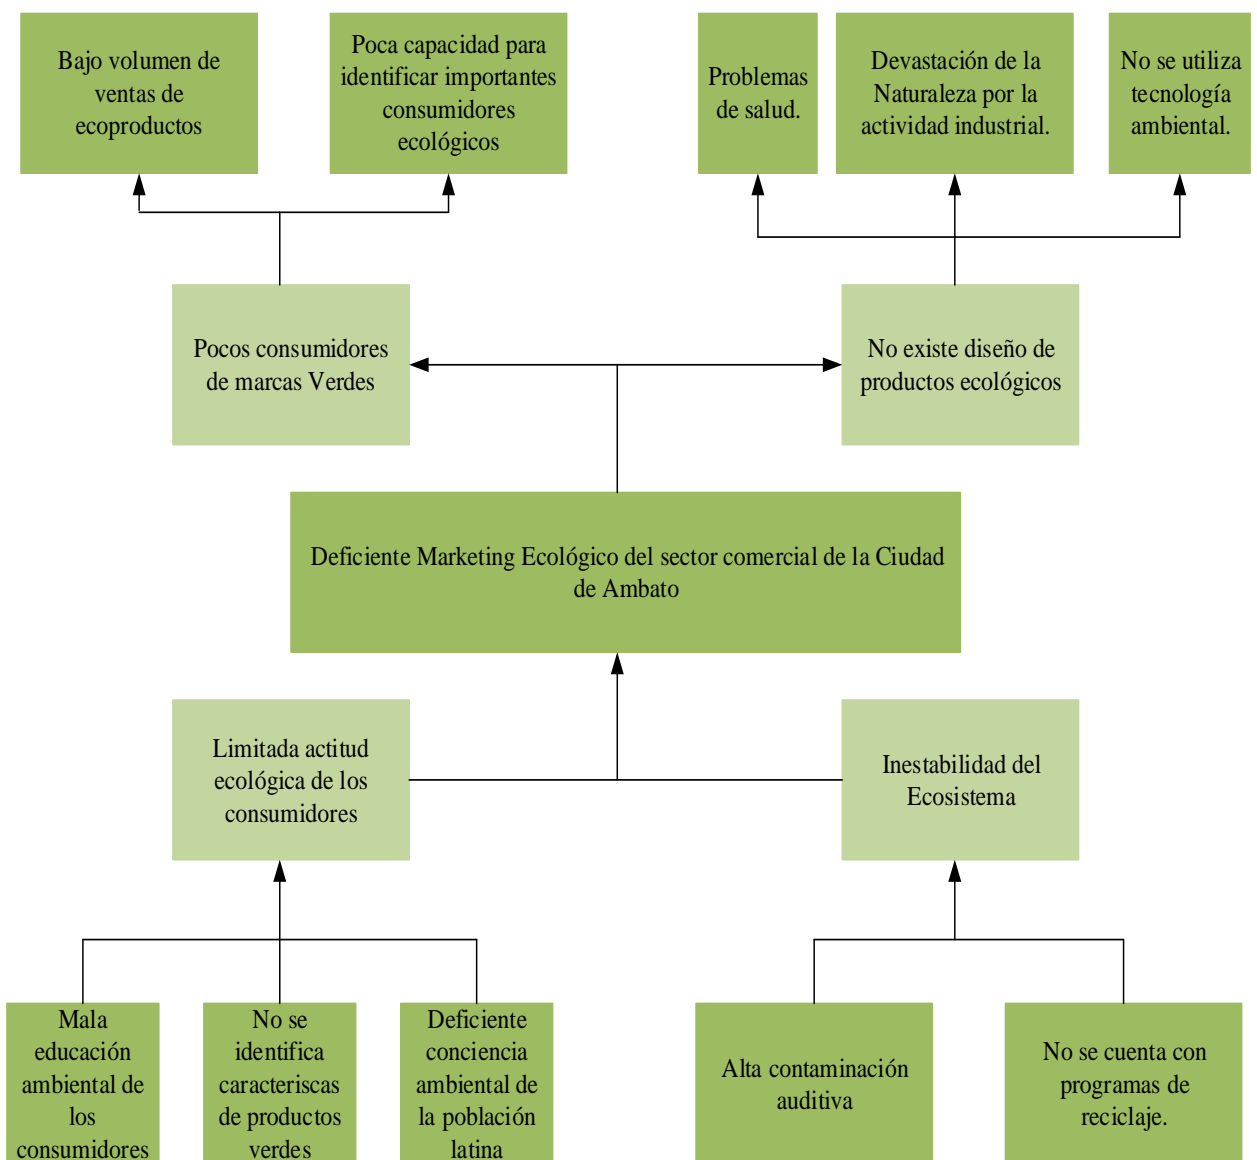 Bajo volumen de
ventas de
ecoproductos
Poca capacidad para
identificar importantes
consumidores
ecológicos
Problemas
de salud.
Devastación de la
Naturaleza por la
actividad industrial.
No se utiliza
tecnología
ambiental.
Pocos consumidores
de marcas Verdes
No existe diseño de
productos ecológicos
Deficiente Marketing Ecológico del sector comercial de la Ciudad
de Ambato
Limitada actitud
ecológica de los
consumidores
Inestabilidad del
Ecosistema
Mala
educación
ambiental de
los
consumidores
No se
identifica
caracteriscas
de productos
verdes
Deficiente
conciencia
ambiental de
la población
latina
Alta contaminación
auditiva
No se cuenta con
programas de
reciclaje.